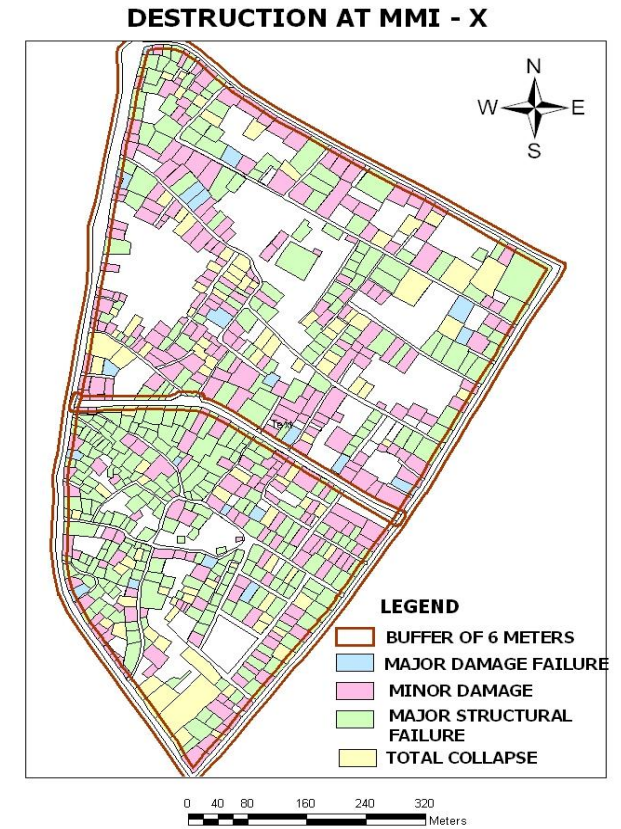 DESTRUCTION AT MMI - X
N
W E
S
LEGEND
BUFFER OF 6 METERS
MAJOR DAMAGE FAILURE
MINOR DAMAGE
MAJOR STRUCTURAL
FAILURE
TOTAL COLLAPSE
0 40 80 160 240 320
Meters